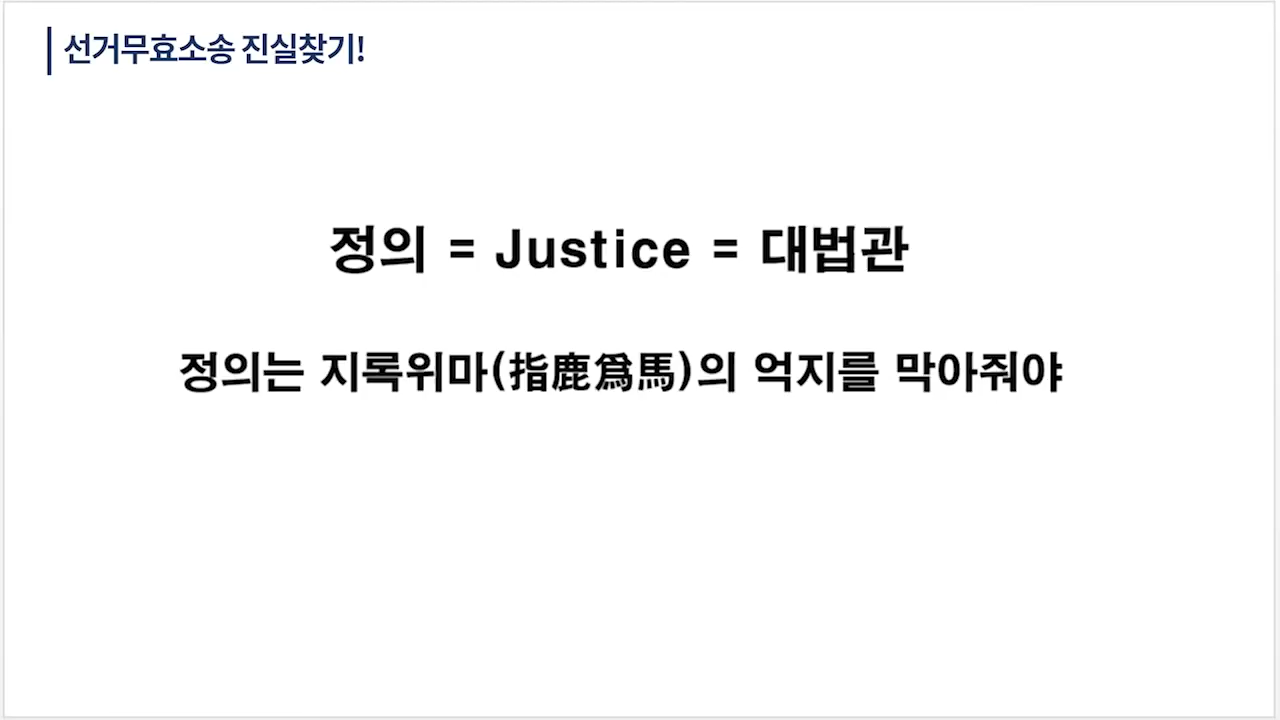 선거무효소송 진실찾기!
정의 = Justice = 대법관
정의는 지록위마(指鹿爲馬)의 억지를 막아줘야